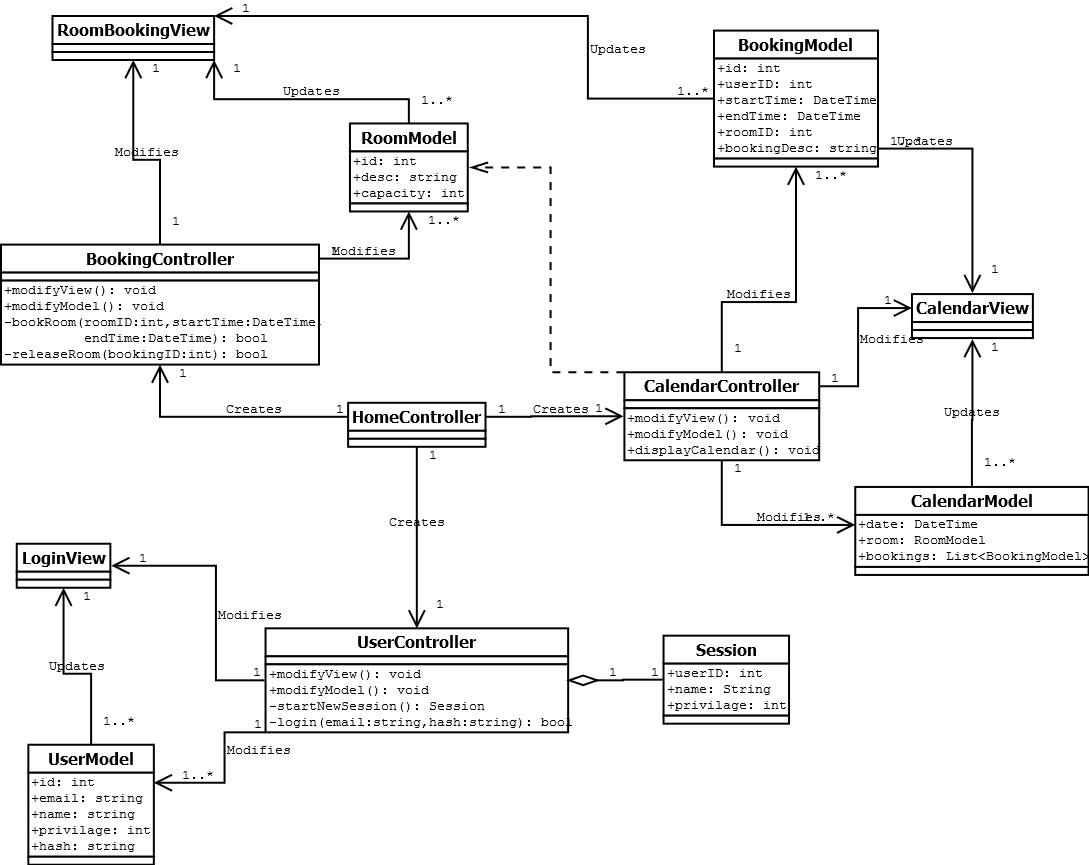 RoomBookingView
1
Updates
1..*
BookingModel
+id: int
+userID: int
+startTime: DateTime
+endTime: DateTime
+roomID: int
+bookingDesc: string
1
1
Updates
1..*
RoomModel
+id: int
+desc: string
+capacity: int
1..*
Modifies
1
Modifies
BookingController
+modifyView(): void
+modifyModel(): void
-bookRoom(roomID:int,startTime:DateTime
endTime:DateTime): bool
-releaseRoom(bookingID:int): bool
1
Updates
1
1..*
Modifies
1
CalendarView
1
Modifies
1
1
CalendarController
+modifyView(): void
+modifyModel(): void
+displayCalendar(): void
1
Creates
1
HomeController
1
Creates
1
1
Updates
1..*
1
Modifies
CalendarModel
+date: DateTime
+room: RoomModel
+bookings: List<BookingModel>
1
Creates
1
LoginView
1
1
Modifies
1
Updates
1..*
UserController
+modifyView(): void
+modifyModel(): void
-startNewSession(): Session
-login(email:string,hash:string): bool
1
1
Session
+userID: int
+name: String
+privilage: int
1
Modifies
1..*
UserModel
+id: int
+email: string
+name: string
+privilage: int
+hash: string